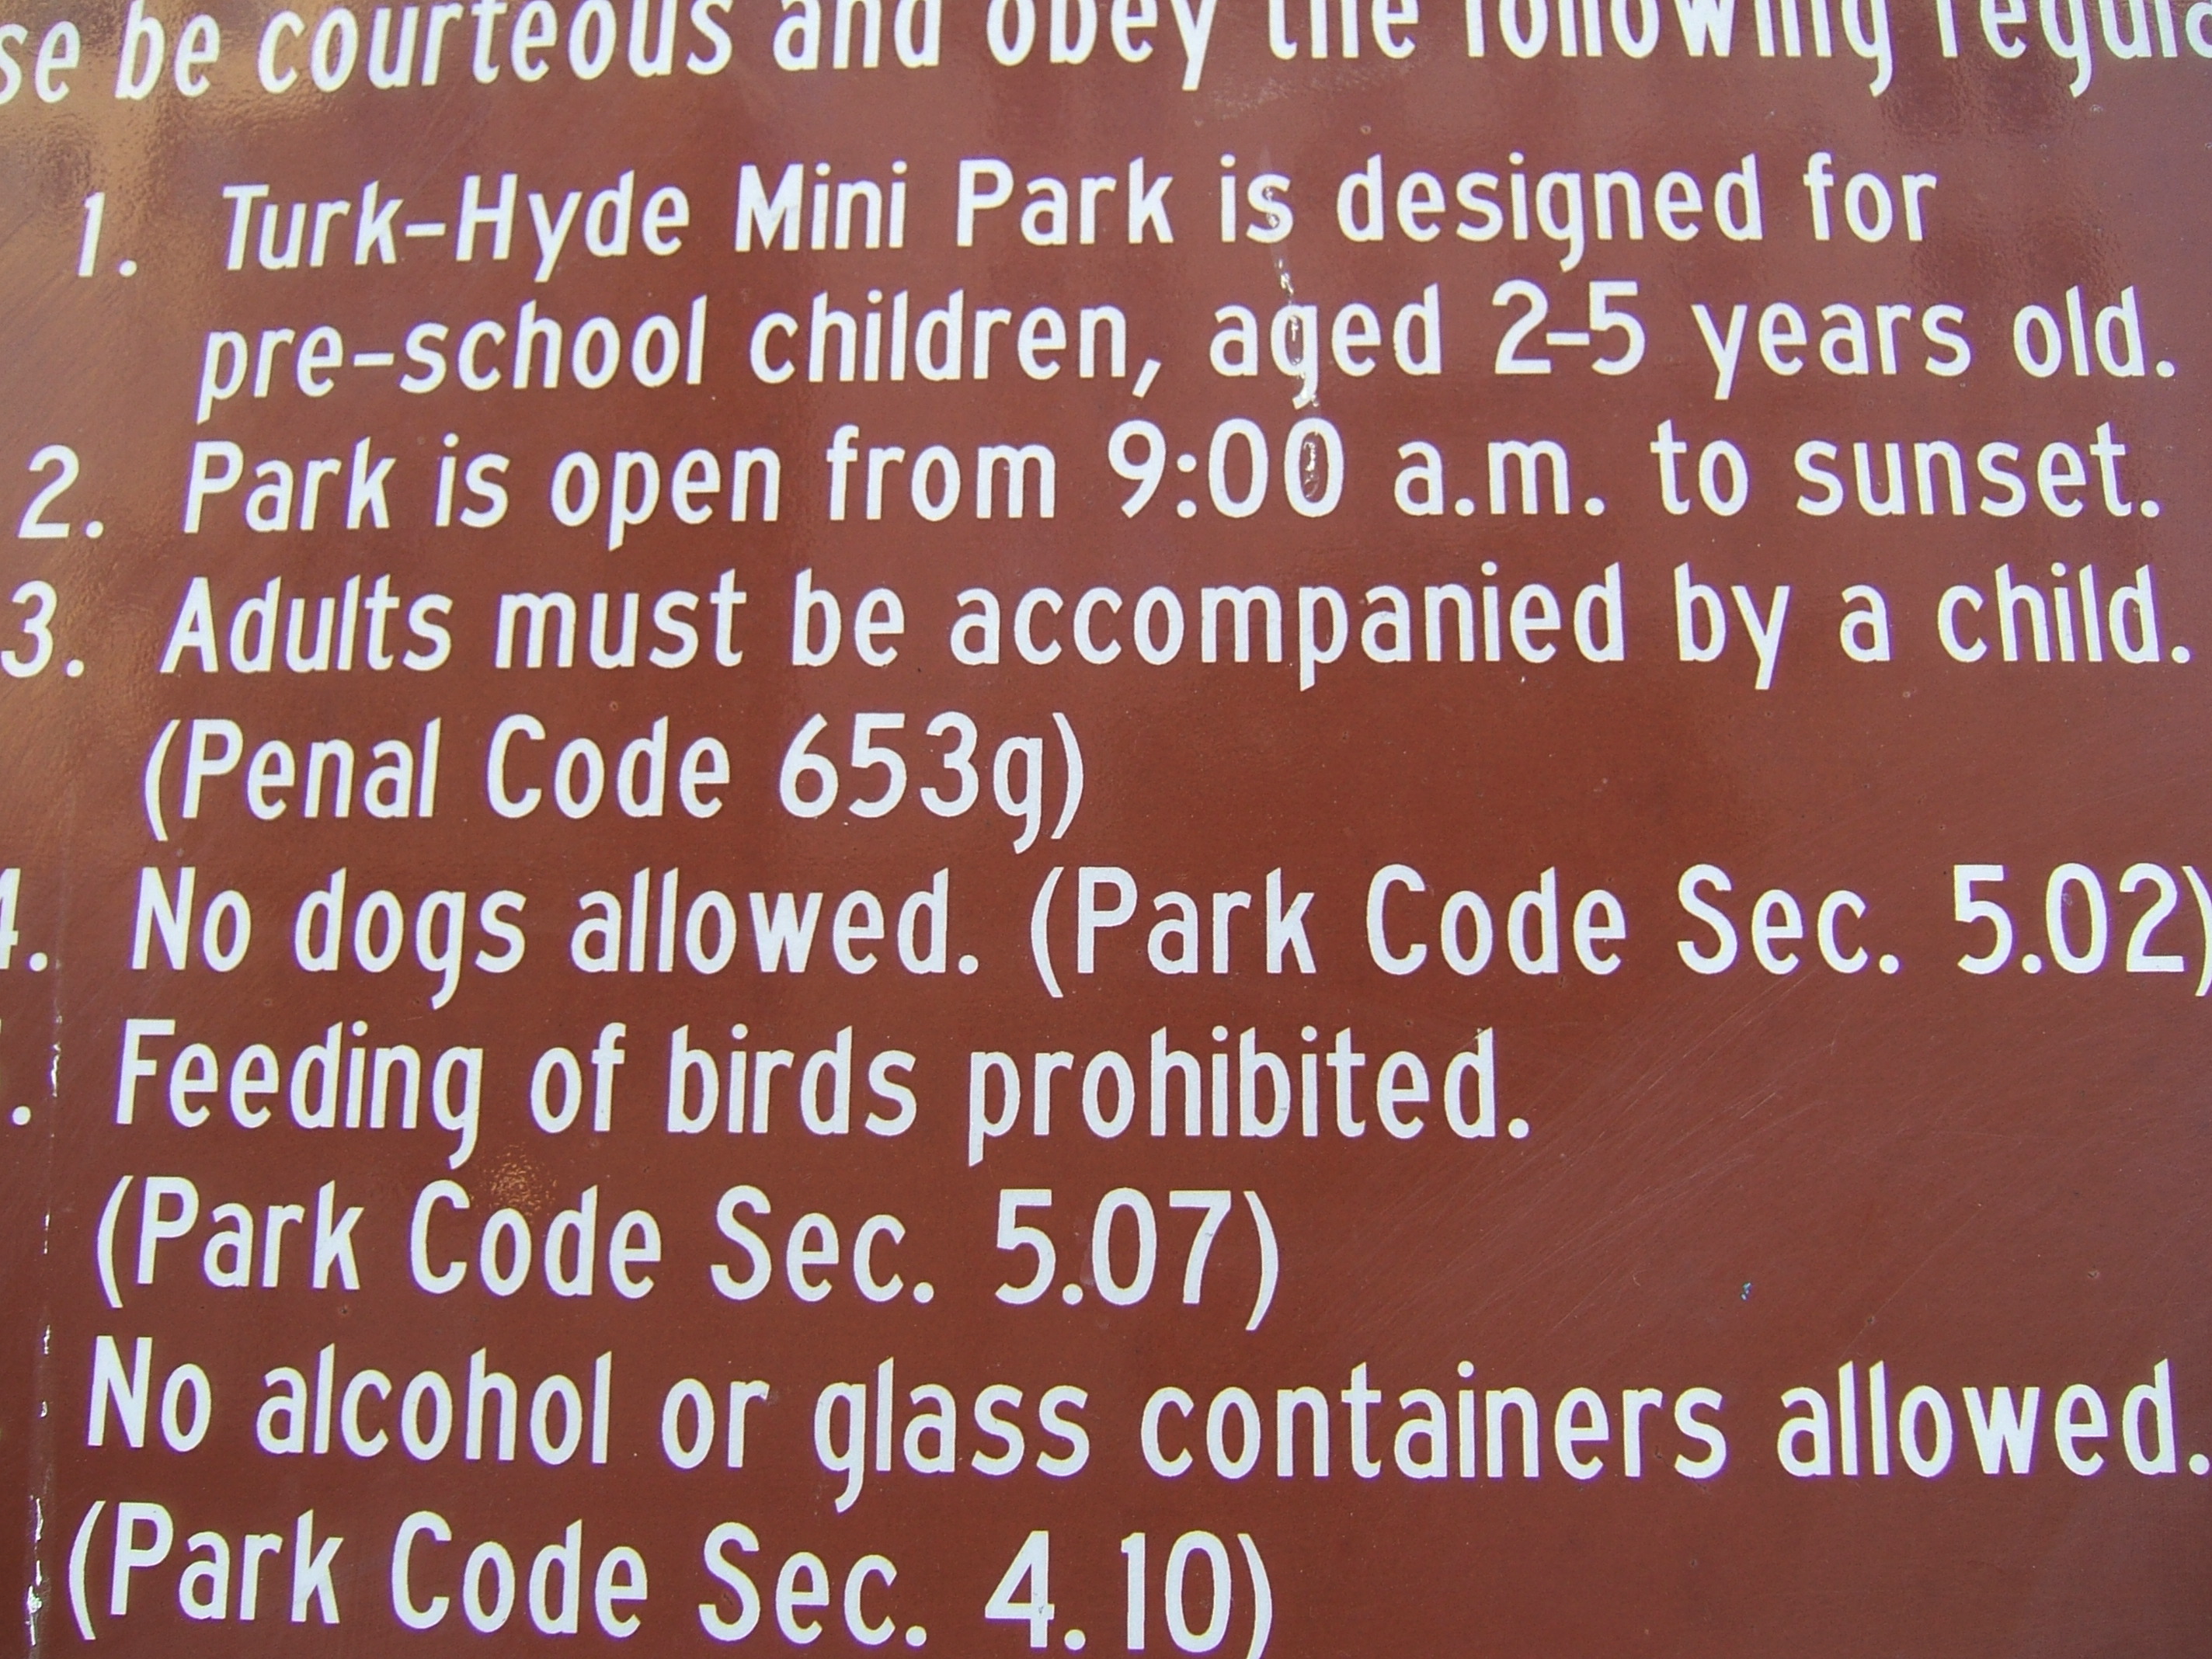 se be courteous and obey the following regula
1. Turk-Hyde Mini Park is designed for
pre-school children, aged 2-5 years old.
2. Park is open from 9:00 a.m. to sunset.
3. Adults must be accompanied by a child.
(Penal Code 653g)
4. No dogs allowed. (Park Code Sec. 5.02)
. Feeding of birds prohibited.
(Park Code Sec. 5.07)
No alcohol or glass containers allowed.
(Park Code Sec. 4.10)